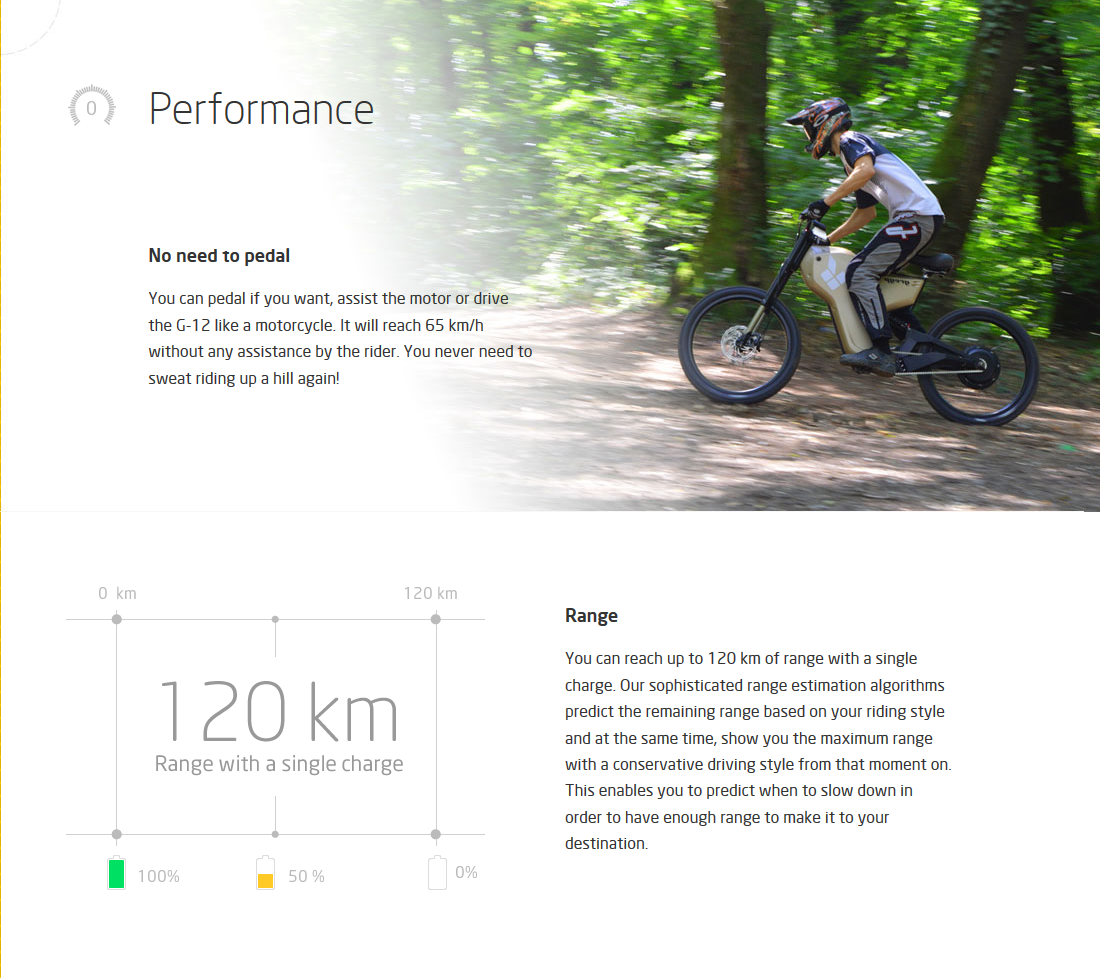 0
Performance
No need to pedal
You can pedal if you want, assist the motor or drive
the G-12 like a motorcycle. It will reach 65 km/h
without any assistance by the rider. You never need to
sweat riding up a hill again!
0 km
120 km
120 km
Range with a single charge
100%
50 %
0%
Range
You can reach up to 120 km of range with a single
charge. Our sophisticated range estimation algorithms
predict the remaining range based on your riding style
and at the same time, show you the maximum range
with a conservative driving style from that moment on.
This enables you to predict when to slow down in
order to have enough range to make it to your
destination.